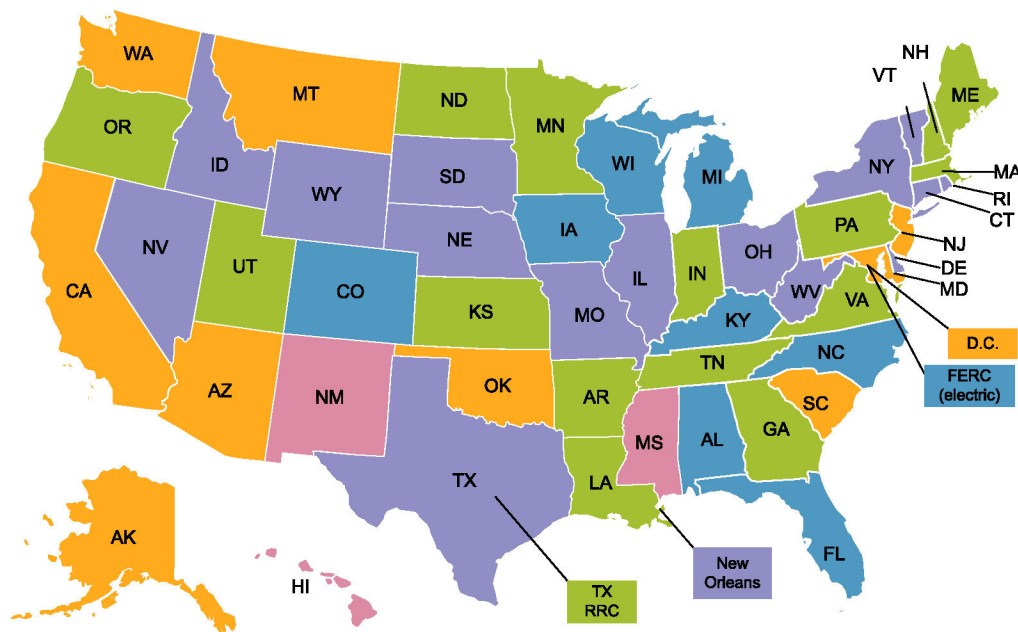 WA
MT
ND
MN
NH
VT
ME
OR
ID
WY
SD
WI
MI
NY
MA
RI
CT
NV
UT
NE
IA
PA
NJ
CA
CO
KS
MO
IL
IN
OH
WV
VA
DE
MD
KY
D.C.
AZ
NM
OK
AR
TN
NC
FERC
(electric)
SC
MS
AL
GA
TX
LA
FL
AK
HI
TX
RRC
New
Orleans